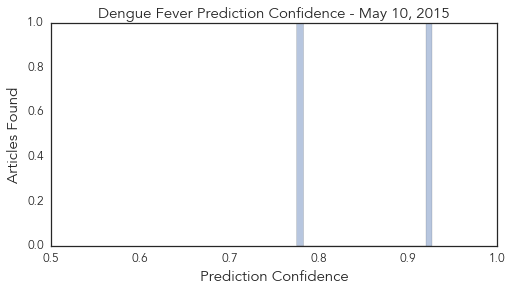 Dengue Fever Prediction Confidence - May 10, 2015
1.0
0.8
0.6
0.4
0.2
0.0
Articles Found
0.5 0.6 0.7 0.8 0.9 1.0
Prediction Confidence